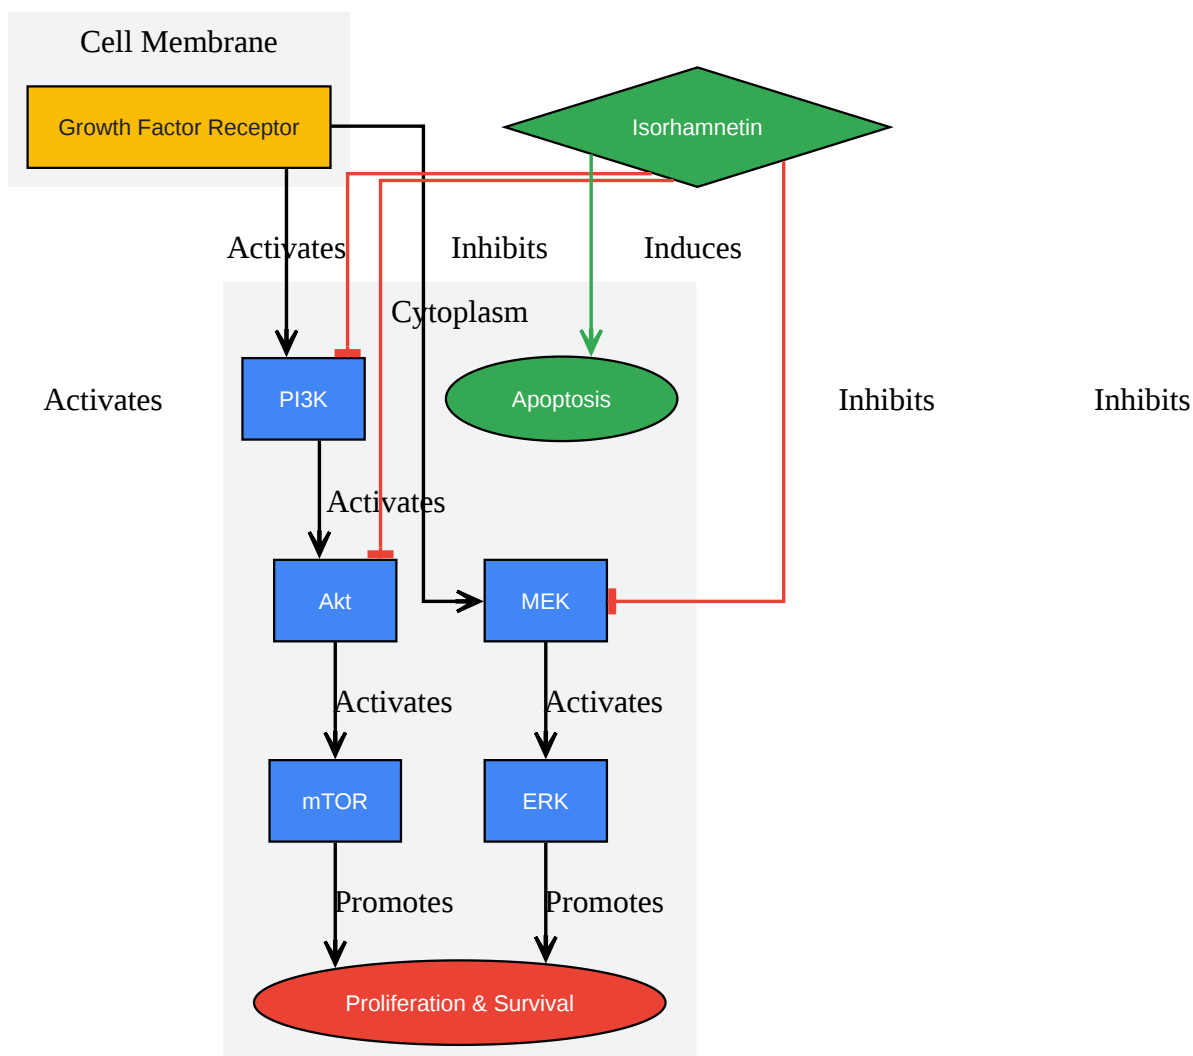 Cell Membrane
Growth Factor Receptor
Isorhamnetin
Activates
Inhibits
Induces
Cytoplasm
Activates
PI3K
Apoptosis
Inhibits
Inhibits
Activates
Akt
MEK
Activates
Activates
mTOR
ERK
Promotes
Promotes
Proliferation & Survival